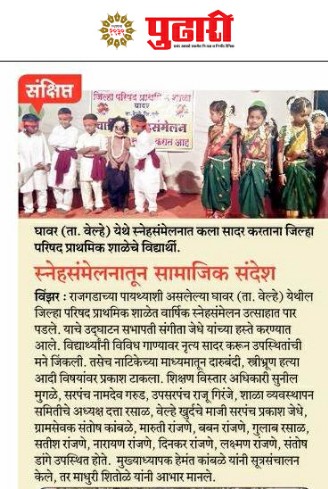 पुढारी
संक्षिप्त
जिल्हा परिषद प्राथमिक शाळा
घावर
घावर (ता. वेल्हे) येथे स्नेहसंमेलनात कला सादर करताना जिल्हा
परिषद प्राथमिक शाळेचे विद्यार्थी.
स्नेहसंमेलनातून सामाजिक संदेश
विंझर : राजगडाच्या पायथ्याशी असलेल्या घावर (ता. वेल्हे) येथील
जिल्हा परिषद प्राथमिक शाळेत वार्षिक स्नेहसंमेलन उत्साहात पार
पडले. याचे उद्घाटन सभापती संगीता जेधे यांच्या हस्ते करण्यात
आले. विद्यार्थ्यांनी विविध गाण्यावर नृत्य सादर करून उपस्थितांची
मने जिंकली. तसेच नाटिकेच्या माध्यमातून दारुबंदी, स्त्रीभ्रूण हत्या
आदी विषयांवर प्रकाश टाकला. शिक्षण विस्तार अधिकारी सुनील
मुगळे, सरपंच नामदेव गरुड, उपसरपंच राजू गिरंजे, शाळा व्यवस्थापन
समितीचे अध्यक्ष दत्ता रसाळ, वेल्हे खुर्दचे माजी सरपंच प्रकाश जेधे,
ग्रामसेवक संतोष कांबळे, मारुती रांजणे, बबन रांजणे, गुलाब रसाळ,
सतीश रांजणे, नारायण रांजणे, दिनकर रांजणे, लक्ष्मण रांजणे, संतोष
डांगे उपस्थित होते. मुख्याध्यापक हेमंत कांबळे यांनी सूत्रसंचालन
केले, तर माधुरी शितोळे यांनी आभार मानले.